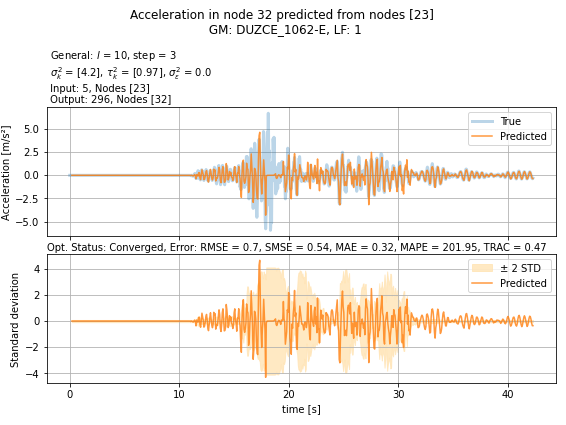 Acceleration in node 32 predicted from nodes [23]
GM: DUZCE_1062-E, LF: 1
General: l = 10, step = 3
σ²ₖ = [4.2], τ²ₖ = [0.97], σ²ε = 0.0
Input: 5, Nodes [23]
Output: 296, Nodes [32]
Acceleration [m/s²]
5.0
2.5
0.0
−2.5
−5.0
True
Predicted
Opt. Status: Converged, Error: RMSE = 0.7, SMSE = 0.54, MAE = 0.32, MAPE = 201.95, TRAC = 0.47
Standard deviation
4
2
0
−2
−4
± 2 STD
Predicted
0 10 20 30 40
time [s]